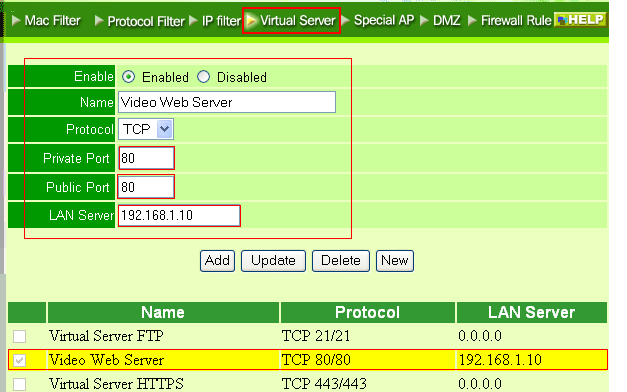 Mac Filter Protocol Filter IP filter Virtual Server Special AP DMZ Firewall Rule HELP
Enable Enabled Disabled
Name Video Web Server
Protocol TCP
Private Port 80
Public Port 80
LAN Server 192.168.1.10
Add Update Delete New
Name Protocol LAN Server
Virtual Server FTP TCP 21/21 0.0.0.0
Video Web Server TCP 80/80 192.168.1.10
Virtual Server HTTPS TCP 443/443 0.0.0.0